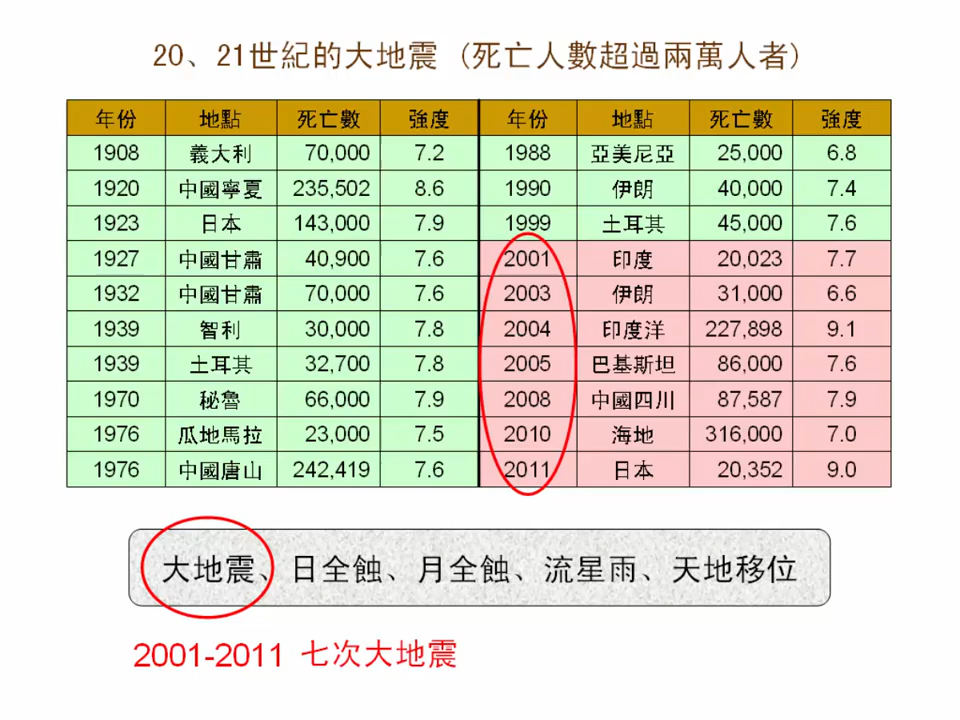 20、21世紀的大地震 (死亡人數超過兩萬人者)
年份 地點 死亡數 強度 年份 地點 死亡數 強度
1908 義大利 70,000 7.2 1988 亞美尼亞 25,000 6.8
1920 中國寧夏 235,502 8.6 1990 伊朗 40,000 7.4
1923 日本 143,000 7.9 1999 土耳其 45,000 7.6
1927 中國甘肅 40,900 7.6 2001 印度 20,023 7.7
1932 中國甘肅 70,000 7.6 2003 伊朗 31,000 6.6
1939 智利 30,000 7.8 2004 印度洋 227,898 9.1
1939 土耳其 32,700 7.8 2005 巴基斯坦 86,000 7.6
1970 秘魯 66,000 7.9 2008 中國四川 87,587 7.9
1976 瓜地馬拉 23,000 7.5 2010 海地 316,000 7.0
1976 中國唐山 242,419 7.6 2011 日本 20,352 9.0
大地震、日全蝕、月全蝕、流星雨、天地移位
2001-2011 七次大地震